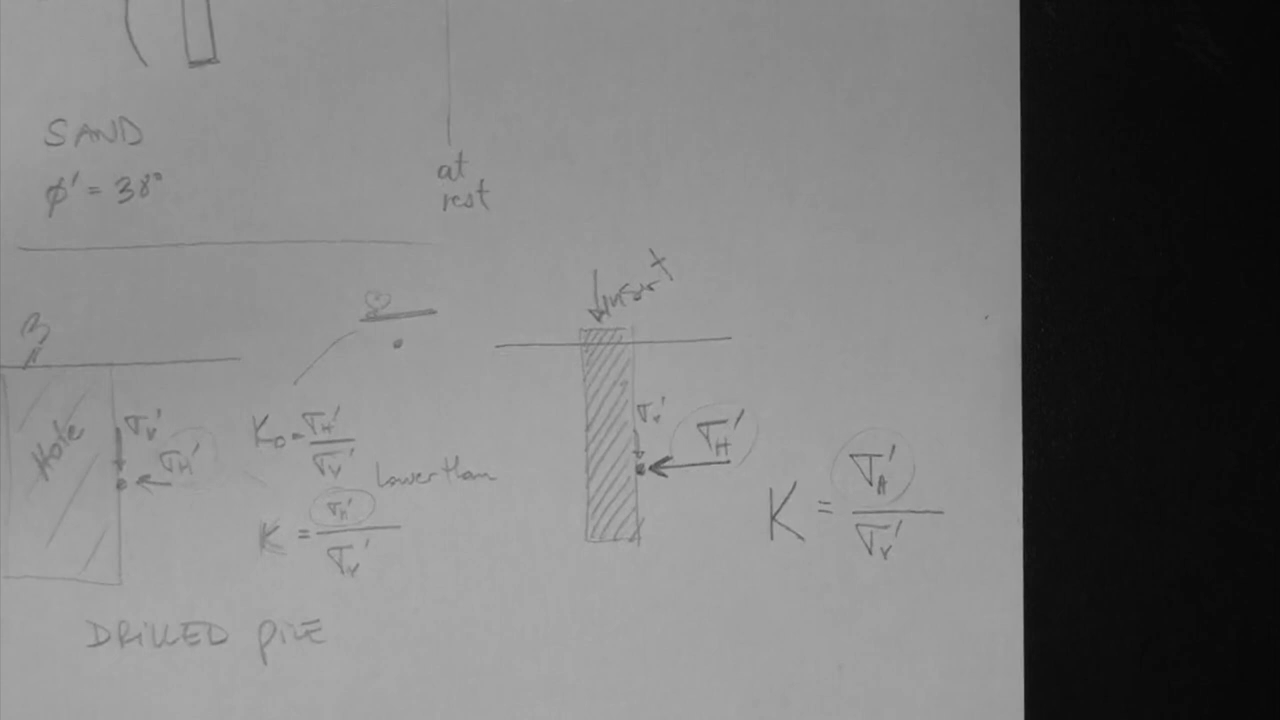 SAND
ϕ' = 38°
at
rest
insert
Hole
σv'
σH'
K0 = σH' / σv'
Lower than
K = σH' / σv'
σv'
σH'
K = σH' / σv'
DRILLED PILE